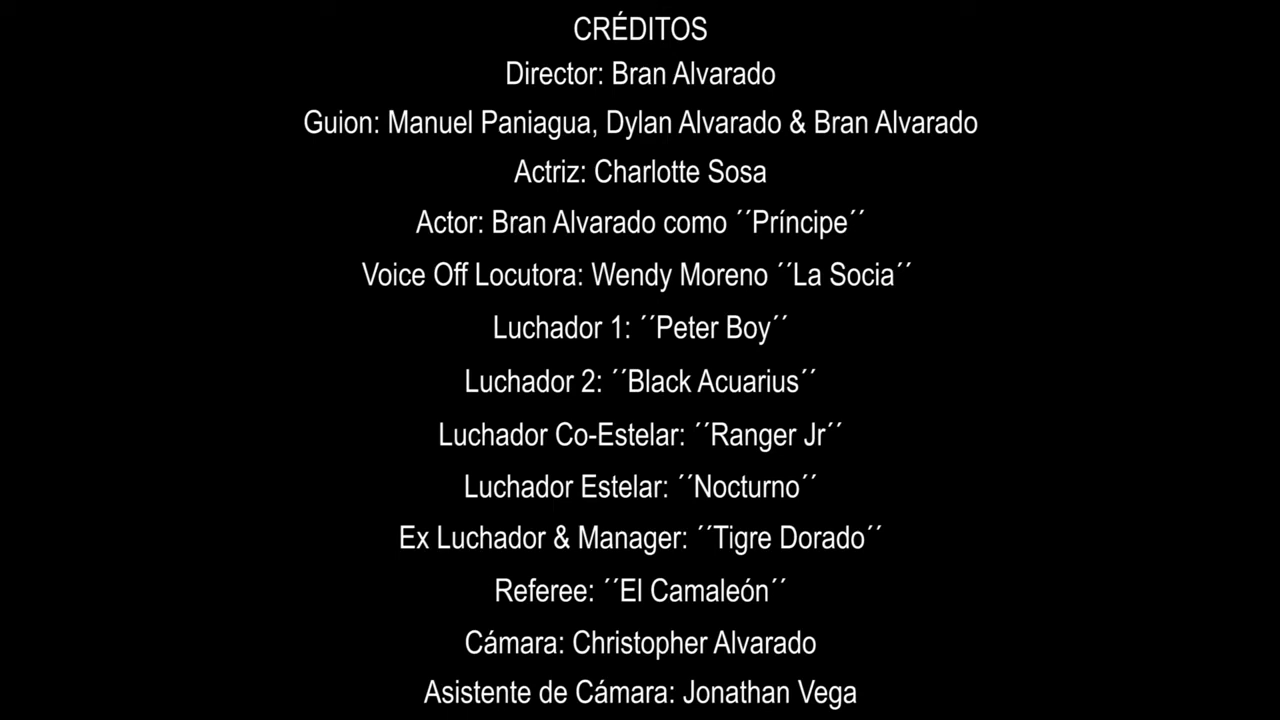 CRÉDITOS
Director: Bran Alvarado
Guion: Manuel Paniagua, Dylan Alvarado & Bran Alvarado
Actriz: Charlotte Sosa
Actor: Bran Alvarado como ´´Príncipe´´
Voice Off Locutora: Wendy Moreno ´´La Socia´´
Luchador 1: ´´Peter Boy´´
Luchador 2: ´´Black Acuarius´´
Luchador Co-Estelar: ´´Ranger Jr´´
Luchador Estelar: ´´Nocturno´´
Ex Luchador & Manager: ´´Tigre Dorado´´
Referee: ´´El Camaleón´´
Cámara: Christopher Alvarado
Asistente de Cámara: Jonathan Vega